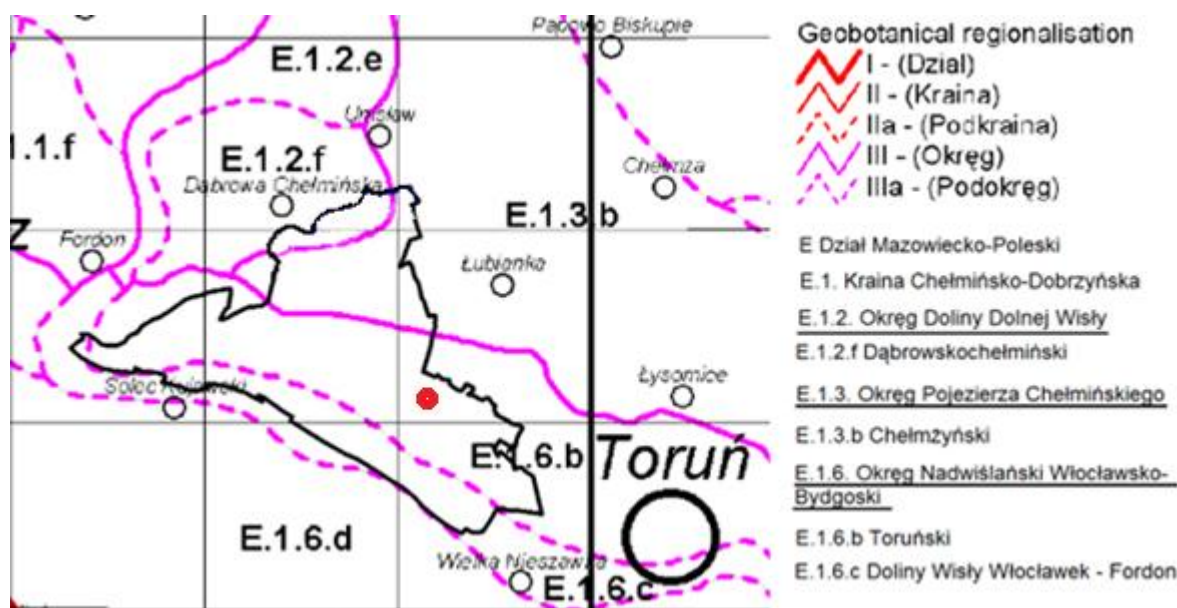 Papowo Biskupie
E.1.2.e
Unisław
1.1.f
E.1.2.f
Dąbrowa Chełmińska
Chełmża
E.1.3.b
Z
Fordon
Łubianka
Solec Kujawski
Łysomice
E.1.6.b
Toruń
E.1.6.d
Wielka Nieszawka
E.1.6.c
Geobotanical regionalisation
I - (Dział)
II - (Kraina)
IIa - (Podkraina)
III - (Okręg)
IIIa - (Podokręg)
E Dział Mazowiecko-Poleski
E.1. Kraina Chełmińsko-Dobrzyńska
E.1.2. Okręg Doliny Dolnej Wisły
E.1.2.f Dąbrowskochełmiński
E.1.3. Okręg Pojezierza Chełmińskiego
E.1.3.b Chełmżyński
E.1.6. Okręg Nadwiślański Włocławsko-
Bydgoski
E.1.6.b Toruński
E.1.6.c Doliny Wisły Włocławek - Fordon